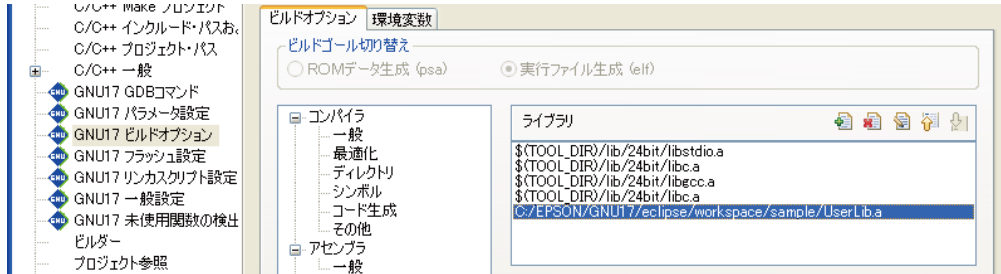 C/C++ Make プロジェクト
C/C++ インクルード・パスお
C/C++ プロジェクト・パス
C/C++ 一般
GNU17 GDBコマンド
GNU17 パラメータ設定
GNU17 ビルドオプション
GNU17 フラッシュ設定
GNU17 リンカスクリプト設定
GNU17 一般設定
GNU17 未使用関数の検出
ビルダー
プロジェクト参照
ビルドオプション
環境変数
ビルドゴール切り替え
ROMデータ生成 (psa)
実行ファイル生成 (elf)
コンパイラ
一般
最適化
ディレクトリ
シンボル
コード生成
その他
アセンブラ
一般
ライブラリ
$(TOOL_DIR)/lib/24bit/libstdio.a
$(TOOL_DIR)/lib/24bit/libc.a
$(TOOL_DIR)/lib/24bit/libgcc.a
$(TOOL_DIR)/lib/24bit/libc.a
C:/EPSON/GNU17/eclipse/workspace/sample/UserLib.a